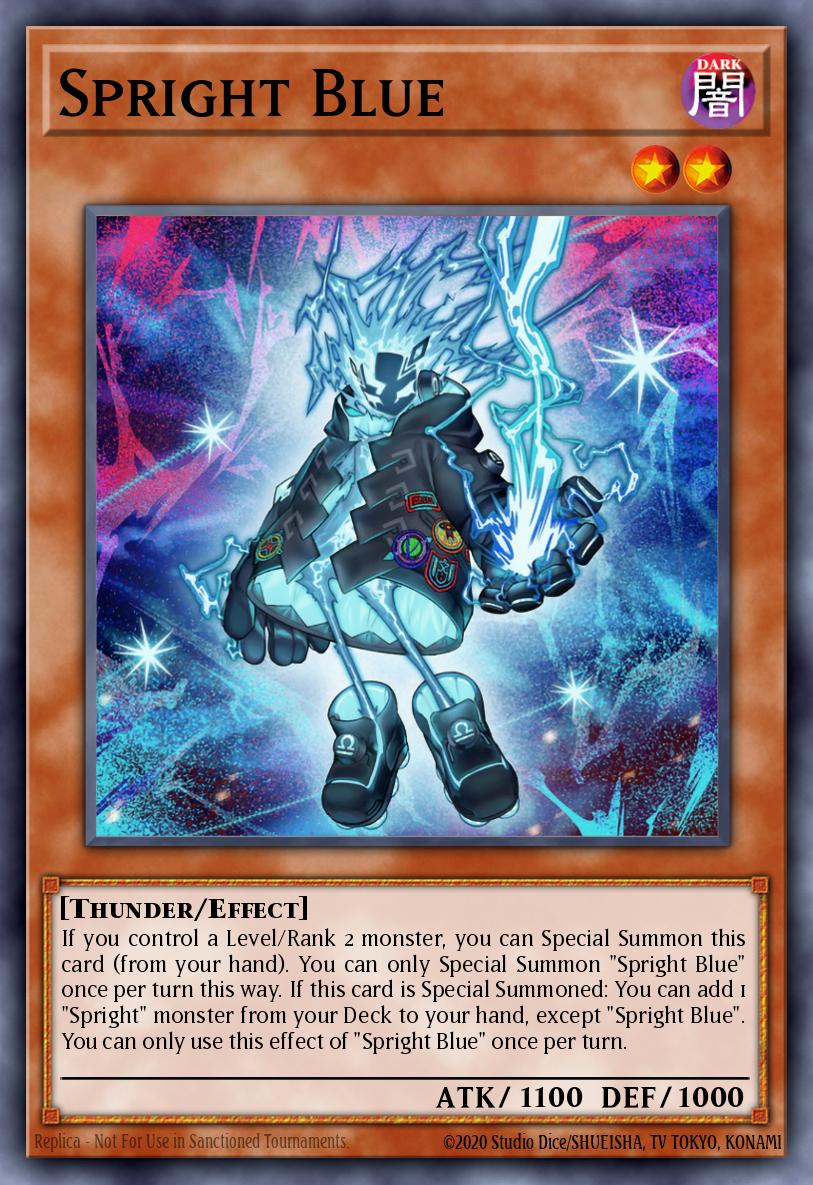 Spright Blue
DARK
闇
[Thunder/Effect]
If you control a Level/Rank 2 monster, you can Special Summon this
card (from your hand). You can only Special Summon "Spright Blue"
once per turn this way. If this card is Special Summoned: You can add 1
"Spright" monster from your Deck to your hand, except "Spright Blue".
You can only use this effect of "Spright Blue" once per turn.
ATK/ 1100 DEF/ 1000
Replica - Not For Use in Sanctioned Tournaments.
©2020 Studio Dice/SHUEISHA, TV TOKYO, KONAMI